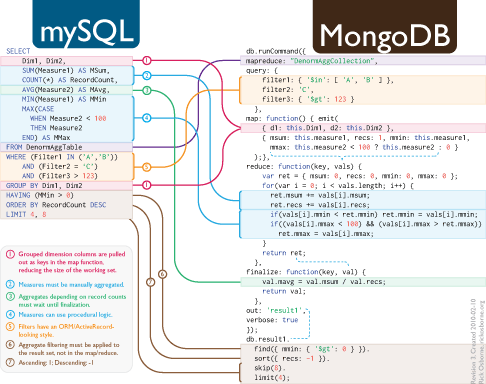 mySQL
SELECT
Dim1, Dim2,
SUM(Measure1) AS MSum,
COUNT(*) AS RecordCount,
AVG(Measure2) AS MAvg,
MIN(Measure1) AS MMin
MAX(CASE
WHEN Measure2 < 100
THEN Measure2
END) AS MMax
FROM DenormAggTable
WHERE (Filter1 IN ('A','B'))
AND (Filter2 = 'C')
AND (Filter3 > 123)
GROUP BY Dim1, Dim2
HAVING (MMin > 0)
ORDER BY RecordCount DESC
LIMIT 4, 8
1
2
3
4
1
5
7
6
1 Grouped dimension columns are pulled
out as keys in the map function,
reducing the size of the working set.
2 Measures must be manually aggregated.
3 Aggregates depending on record counts
must wait until finalization.
4 Measures can use procedural logic.
5 Filters have an ORM/ActiveRecord-
looking style.
6 Aggregate filtering must be applied to
the result set, not in the map/reduce.
7 Ascending: 1; Descending: -1
MongoDB
db.runCommand({
mapreduce: "DenormAggCollection",
query: {
filter1: { '$in': [ 'A', 'B' ] },
filter2: 'C',
filter3: { '$gt': 123 }
},
map: function() { emit(
{ d1: this.Dim1, d2: this.Dim2 },
{ msum: this.measure1, recs: 1, mmin: this.measure1,
mmax: this.measure2 < 100 ? this.measure2 : 0 }
);},
reduce: function(key, vals) {
var ret = { msum: 0, recs: 0, mmin: 0, mmax: 0 };
for(var i = 0; i < vals.length; i++) {
ret.msum += vals[i].msum;
ret.recs += vals[i].recs;
if(vals[i].mmin < ret.mmin) ret.mmin = vals[i].mmin;
if((vals[i].mmax < 100) && (vals[i].mmax > ret.mmax))
ret.mmax = vals[i].mmax;
}
return ret;
},
finalize: function(key, val) {
val.mavg = val.msum / val.recs;
return val;
},
out: 'result1',
verbose: true
});
db.result1.
find({ mmin: { '$gt': 0 } }).
sort({ recs: -1 }).
skip(8).
limit(4);
Rick Osborne, rickosborne.org